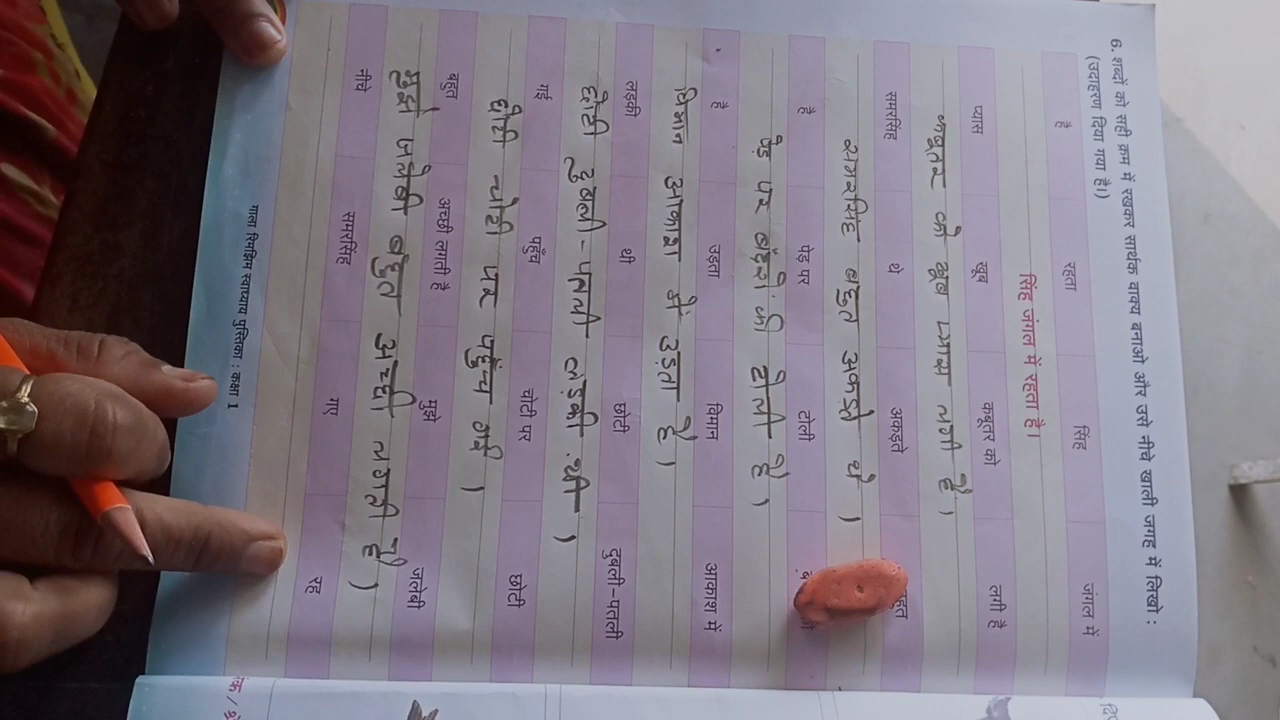 6. शब्दों को सही क्रम में रखकर सार्थक वाक्य बनाओ और उसे नीचे खाली जगह में लिखो :
(उदाहरण दिया गया है।)
है रहता सिंह जंगल में
सिंह जंगल में रहता है।
प्यास खूब कबूतर को लगी है
कबूतर को खूब प्यास लगी है।
समरसिंह थे अकड़ते हुत
समरसिंह बहुत अकड़ते थे।
है पेड़ पर टोली
पेड़ पर बंदरों की टोली है।
है उड़ता विमान आकाश में
विमान आकाश में उड़ता है।
लड़की थी छोटी दुबली-पतली
छोटी दुबली-पतली लड़की थी।
गई पहुँच चोटी पर छोटी
छोटी चोटी पर पहुँच गई।
बहुत अच्छी लगती है मुझे जलेबी
मुझे जलेबी बहुत अच्छी लगती है।
नीचे समरसिंह गए रह
गाला रिमझिम स्वाध्याय पुस्तिका : कक्षा 1